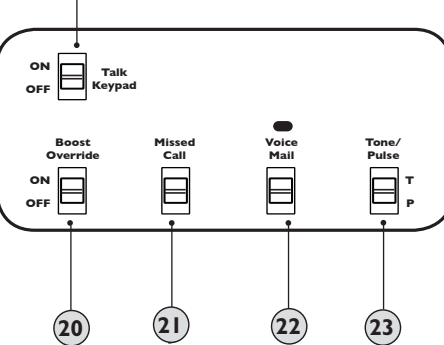 ON
OFF
Talk
Keypad
Boost
Override
Missed
Call
Voice
Mail
Tone/
Pulse
ON
OFF
T
P
20
21
22
23